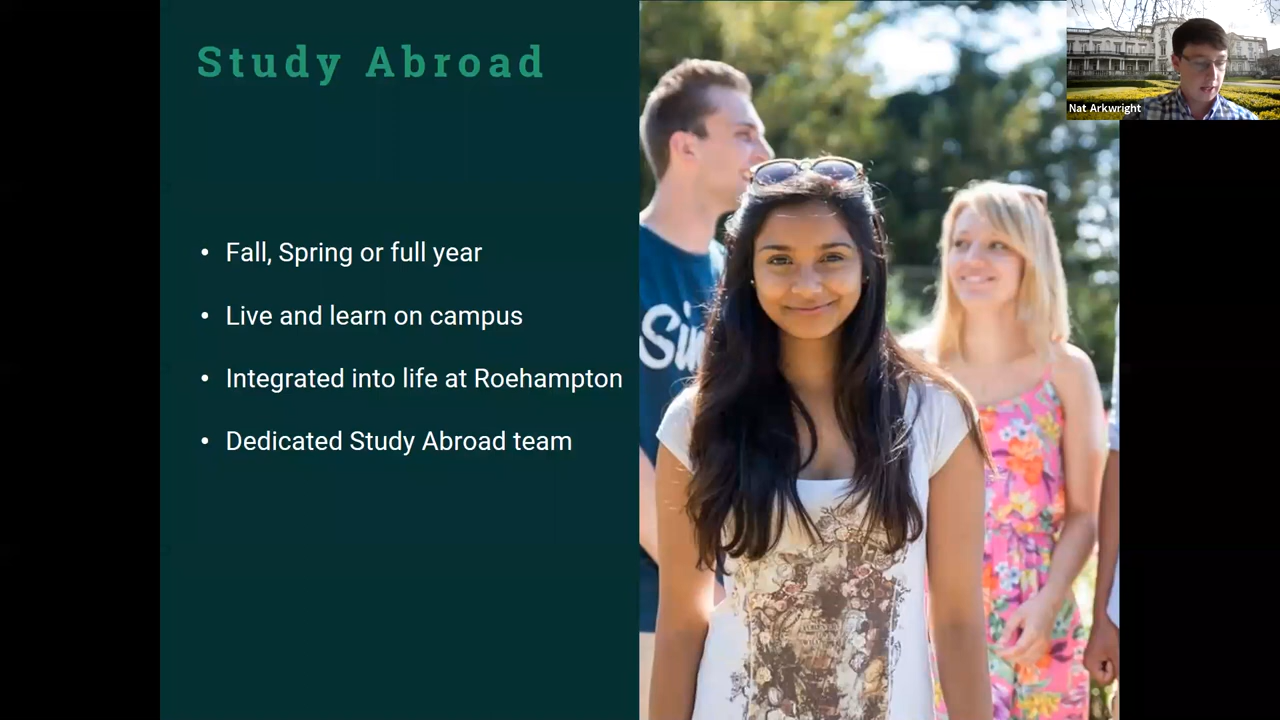 Study Abroad
Nat Arkwright
• Fall, Spring or full year
• Live and learn on campus
• Integrated into life at Roehampton
• Dedicated Study Abroad team